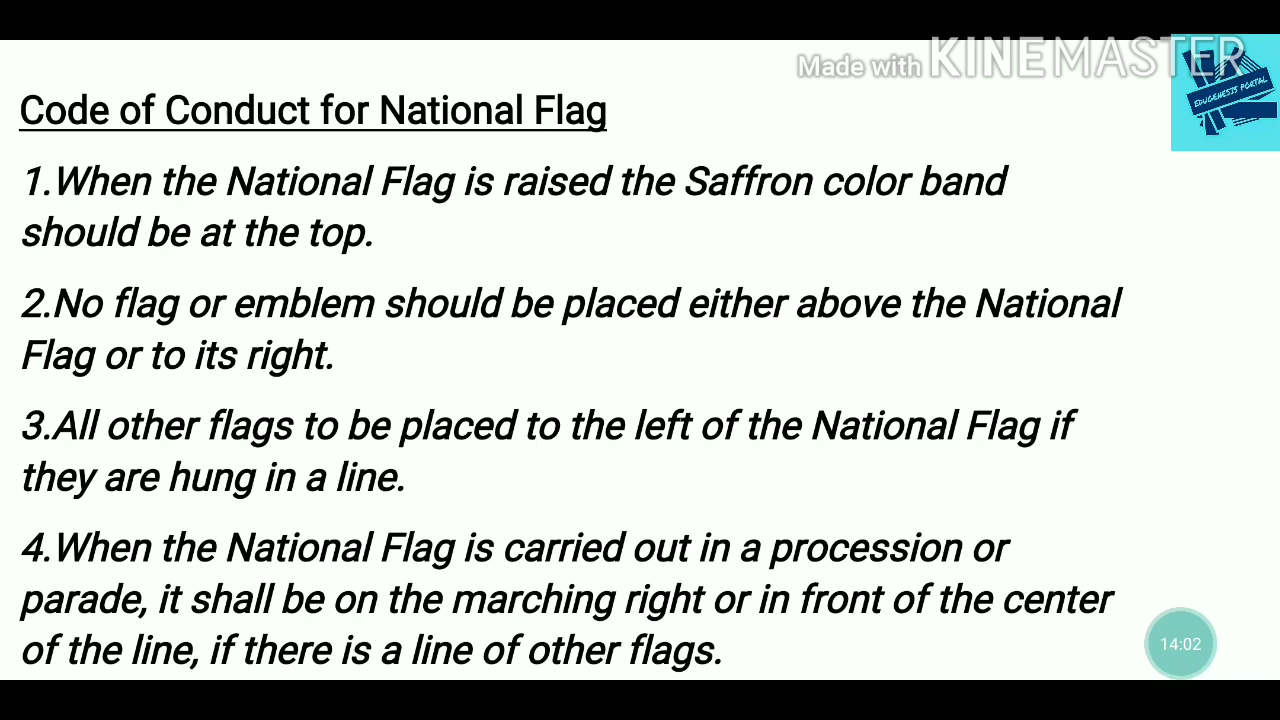 Made with KINEMASTER
EDUGENESIS PORTAL
Code of Conduct for National Flag
1.When the National Flag is raised the Saffron color band
should be at the top.
2.No flag or emblem should be placed either above the National
Flag or to its right.
3.All other flags to be placed to the left of the National Flag if
they are hung in a line.
4.When the National Flag is carried out in a procession or
parade, it shall be on the marching right or in front of the center
of the line, if there is a line of other flags.
14:02